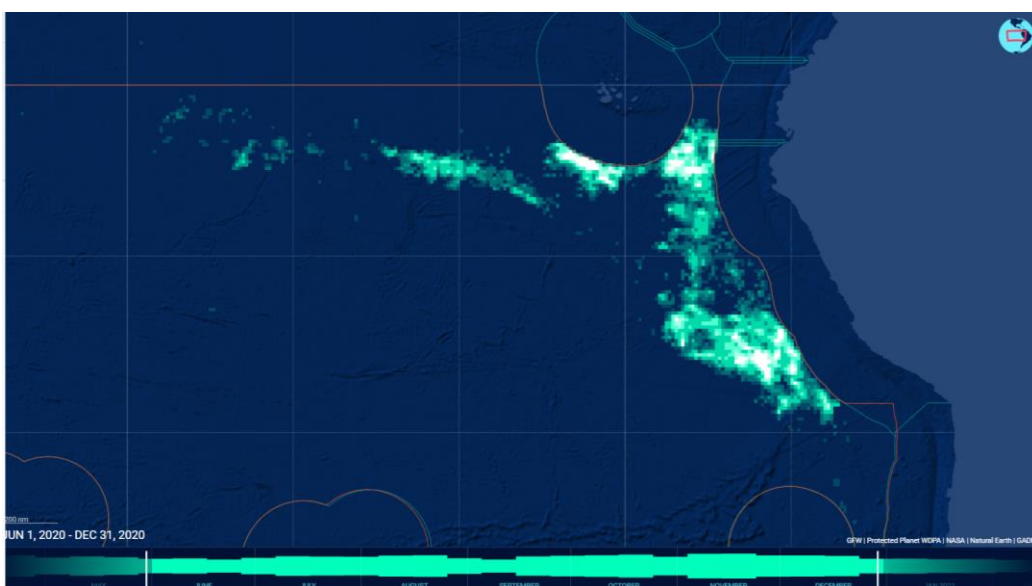 200 nm
JUN 1, 2020 - DEC 31, 2020
GFW | Protected Planet WDPA | NASA | Natural Earth | GADM
JUNE JULY AUGUST SEPTEMBER OCTOBER NOVEMBER DECEMBER